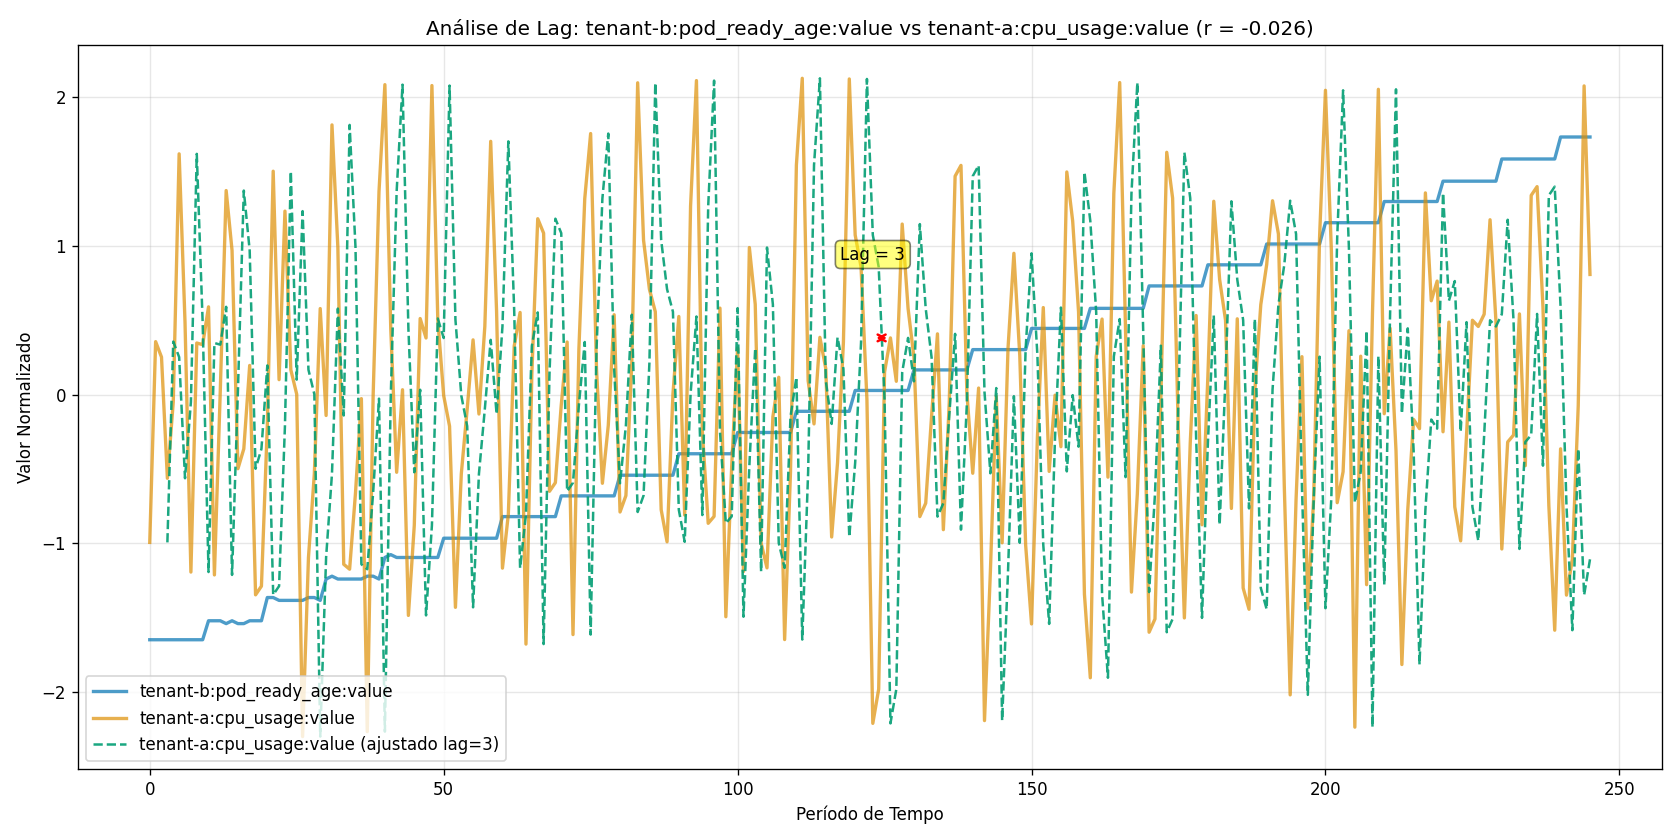 Análise de Lag: tenant-b:pod_ready_age:value vs tenant-a:cpu_usage:value (r = -0.026)
Valor Normalizado
2
1
0
−1
−2
Lag = 3
tenant-b:pod_ready_age:value
tenant-a:cpu_usage:value
tenant-a:cpu_usage:value (ajustado lag=3)
0
50
100
150
200
250
Período de Tempo